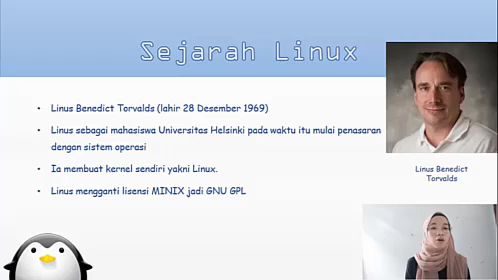 Sejarah Linux
• Linus Benedict Torvalds (lahir 28 Desember 1969)
• Linus sebagai mahasiswa Universitas Helsinki pada waktu itu mulai penasaran
dengan sistem operasi
• Ia membuat kernel sendiri yakni Linux.
• Linus mengganti lisensi MINIX jadi GNU GPL
Linus Benedict
Torvalds